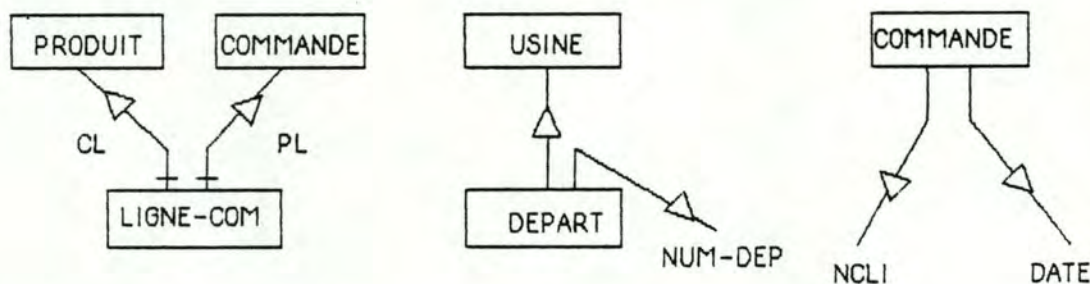 PRODUIT
COMMANDE
CL
PL
LIGNE-COM
USINE
DEPART
NUM-DEP
COMMANDE
NCLI
DATE